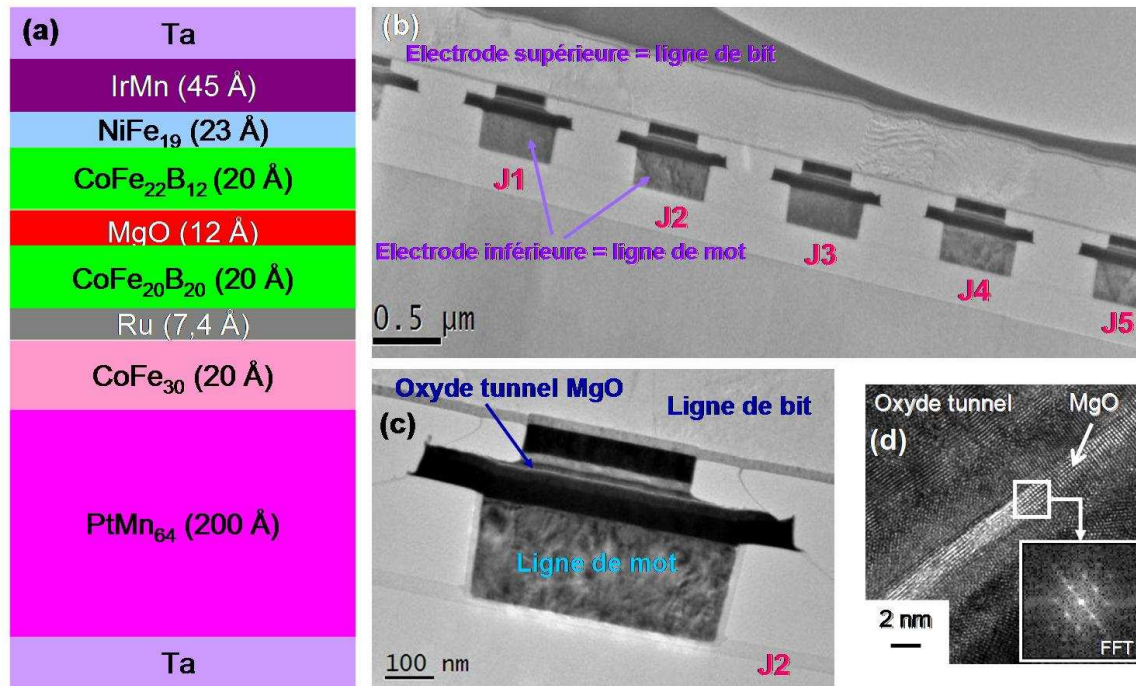 (a)
Ta
IrMn (45 Å)
NiFe19 (23 Å)
CoFe22B12 (20 Å)
MgO (12 Å)
CoFe20B20 (20 Å)
Ru (7,4 Å)
CoFe30 (20 Å)
PtMn64 (200 Å)
Ta
(b)
Electrode supérieure = ligne de bit
J1
J2
J3
J4
J5
Electrode inférieure = ligne de mot
0.5 µm
Oxyde tunnel MgO
(c)
Ligne de bit
Ligne de mot
100 nm
J2
Oxyde tunnel
MgO
(d)
2 nm
FFT